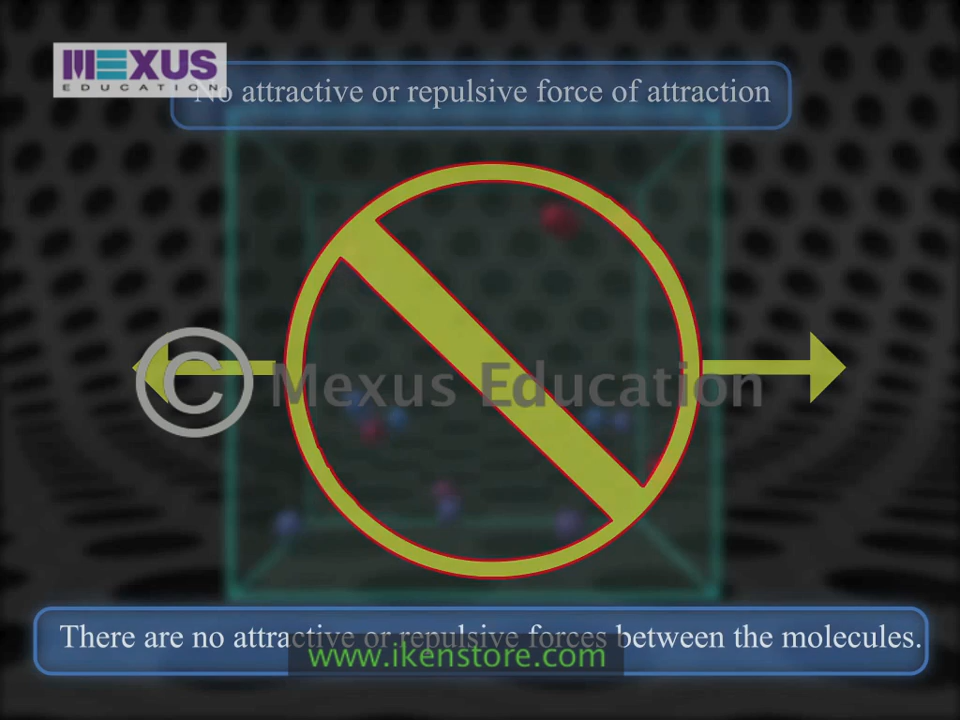 MEXUS
EDUCATION
No attractive or repulsive force of attraction
© Mexus Education
There are no attractive or repulsive forces between the molecules.
www.ikenstore.com